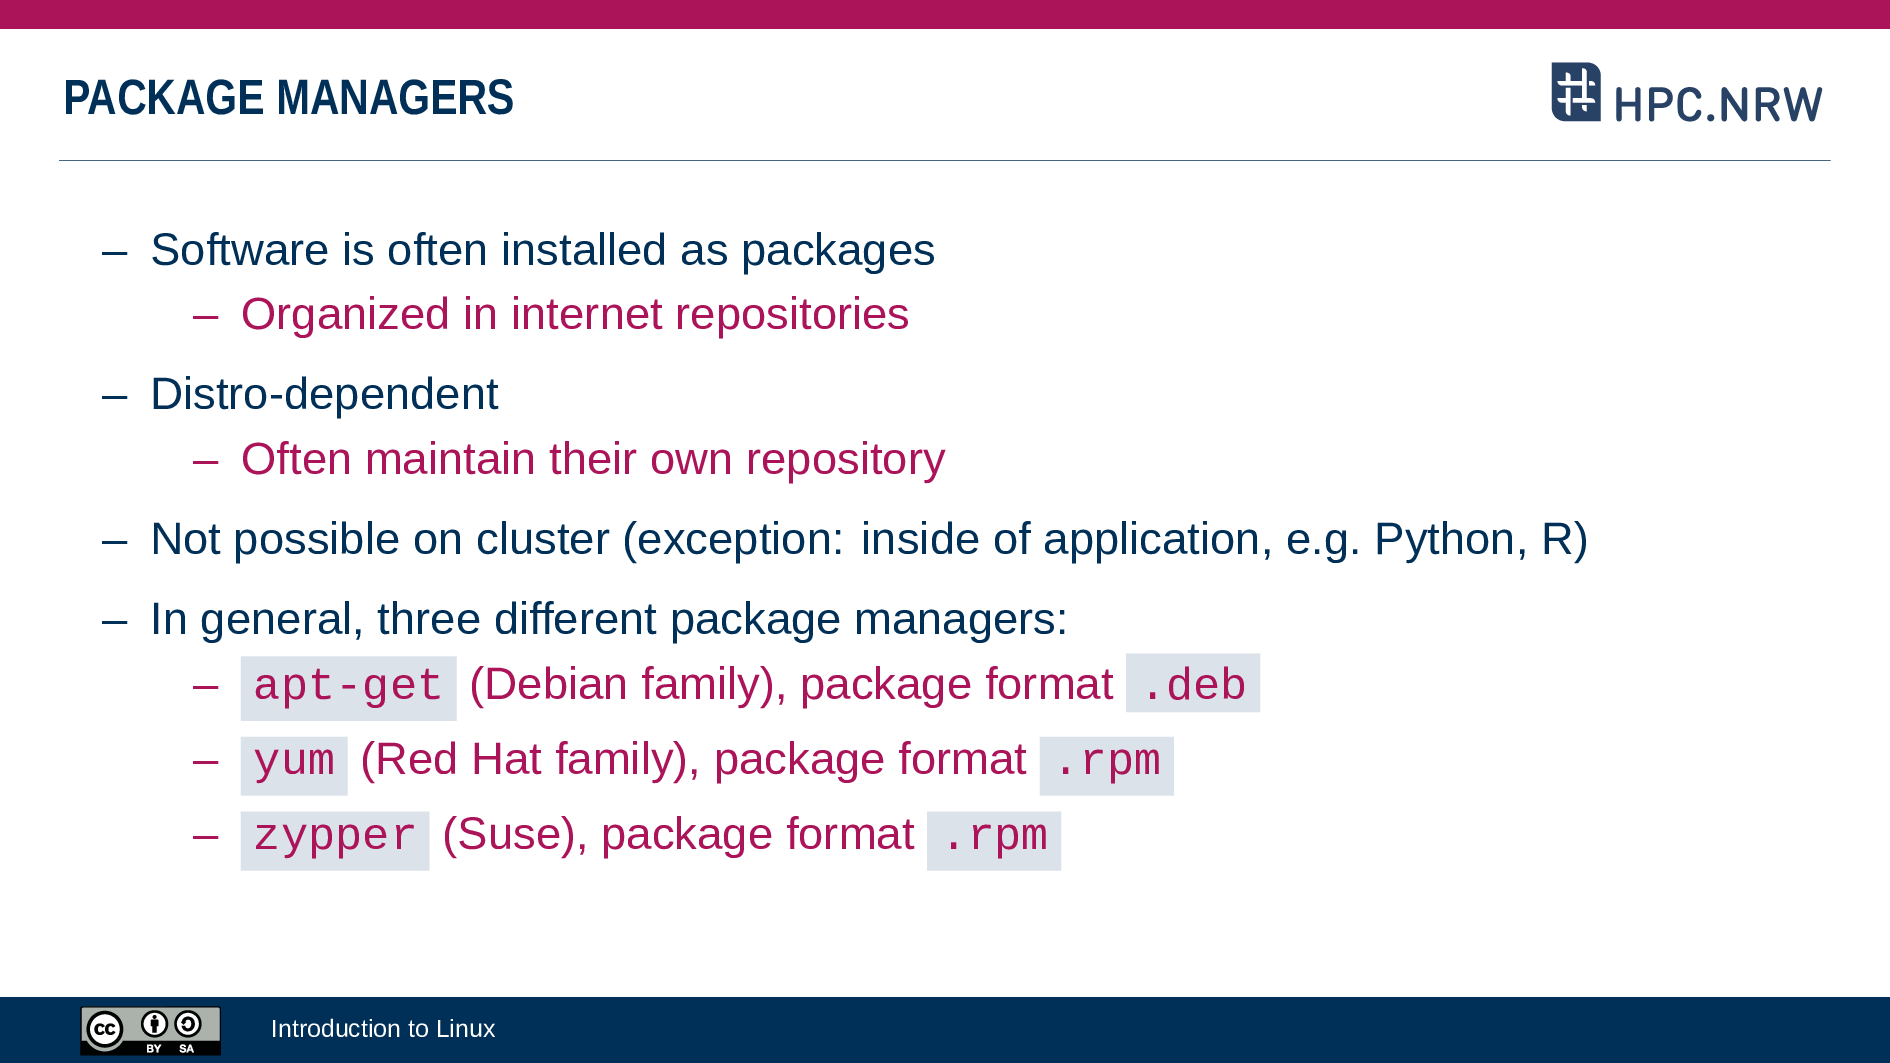 PACKAGE MANAGERS
HPC.NRW
– Software is often installed as packages
– Organized in internet repositories
– Distro-dependent
– Often maintain their own repository
– Not possible on cluster (exception: inside of application, e.g. Python, R)
– In general, three different package managers:
– apt-get (Debian family), package format .deb
– yum (Red Hat family), package format .rpm
– zypper (Suse), package format .rpm
cc BY SA
Introduction to Linux